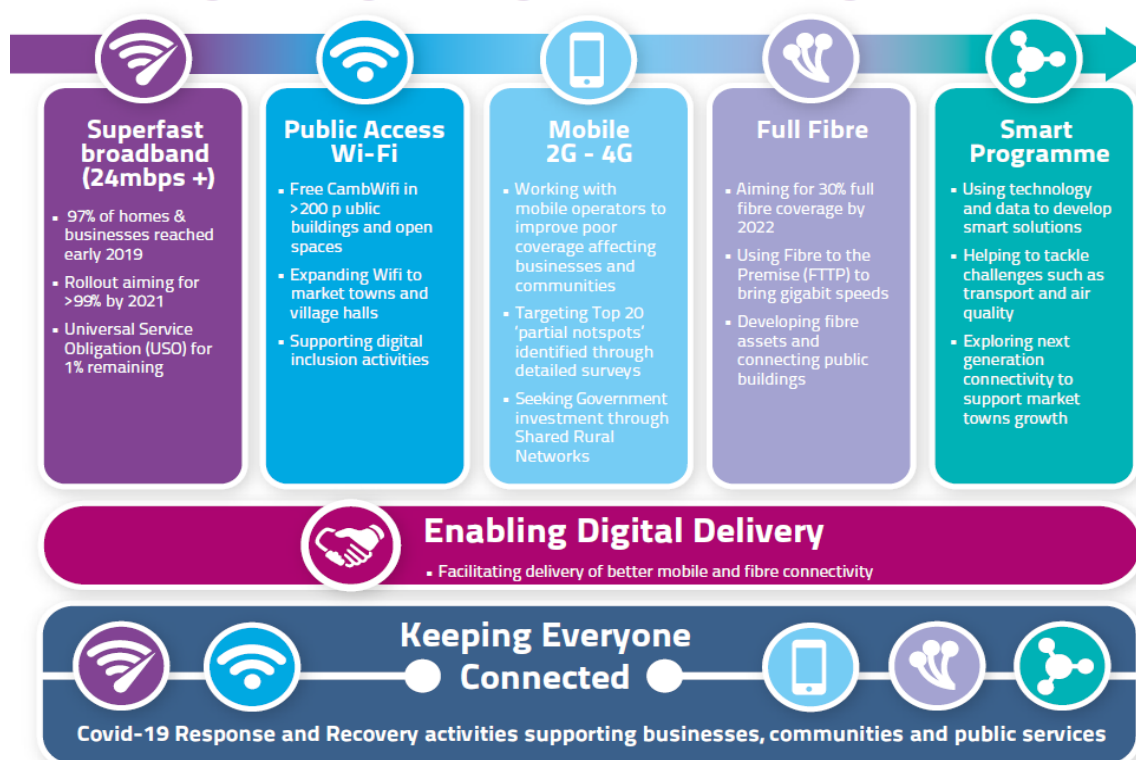 Superfast
broadband
(24mbps +)
▪ 97% of homes &
businesses reached
early 2019
▪ Rollout aiming for
>99% by 2021
▪ Universal Service
Obligation (USO) for
1% remaining
Public Access
Wi-Fi
▪ Free CambWifi in
>200 p ublic
buildings and open
spaces
▪ Expanding Wifi to
market towns and
village halls
▪ Supporting digital
inclusion activities
Mobile
2G - 4G
▪ Working with
mobile operators to
improve poor
coverage affecting
businesses and
communities
▪ Targeting Top 20
‘partial notspots’
identified through
detailed surveys
▪ Seeking Government
investment through
Shared Rural
Networks
Full Fibre
▪ Aiming for 30% full
fibre coverage by
2022
▪ Using Fibre to the
Premise (FTTP) to
bring gigabit speeds
▪ Developing fibre
assets and
connecting public
buildings
Smart
Programme
▪ Using technology
and data to develop
smart solutions
▪ Helping to tackle
challenges such as
transport and air
quality
▪ Exploring next
generation
connectivity to
support market
towns growth
Enabling Digital Delivery
▪ Facilitating delivery of better mobile and fibre connectivity
Keeping Everyone
Connected
Covid-19 Response and Recovery activities supporting businesses, communities and public services